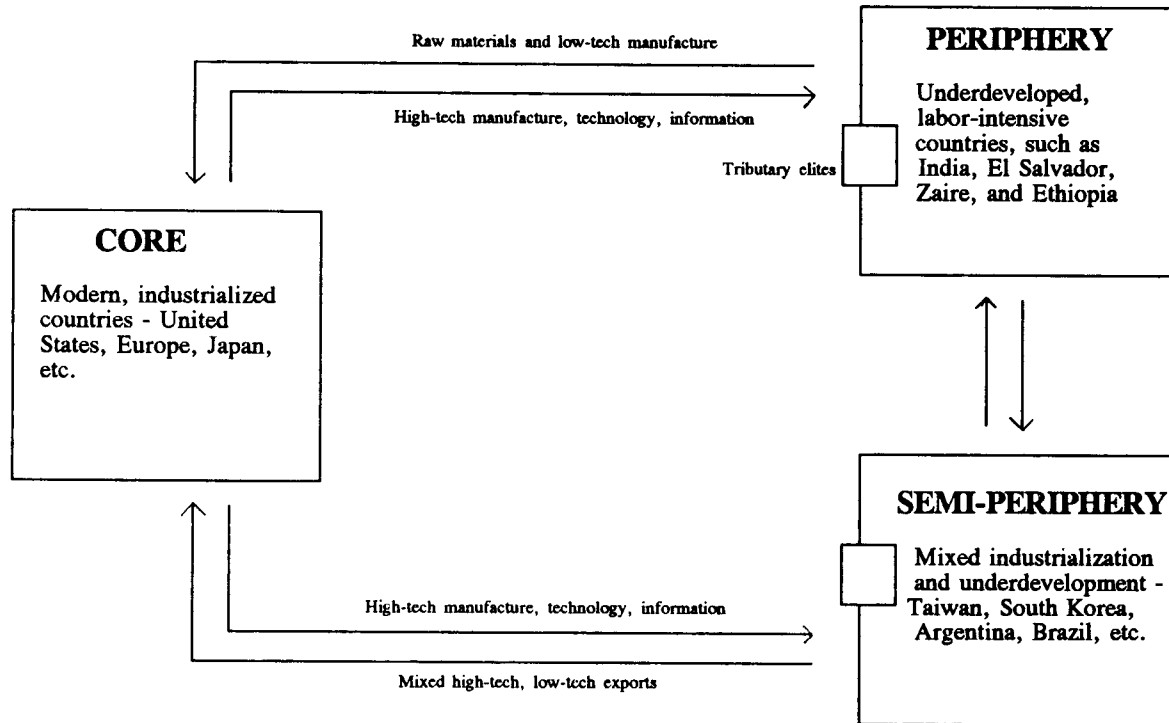 Raw materials and low-tech manufacture
High-tech manufacture, technology, information
Tributary elites
PERIPHERY
Underdeveloped,
labor-intensive
countries, such as
India, El Salvador,
Zaire, and Ethiopia
CORE
Modern, industrialized
countries - United
States, Europe, Japan,
etc.
SEMI-PERIPHERY
Mixed industrialization
and underdevelopment -
Taiwan, South Korea,
Argentina, Brazil, etc.
High-tech manufacture, technology, information
Mixed high-tech, low-tech exports